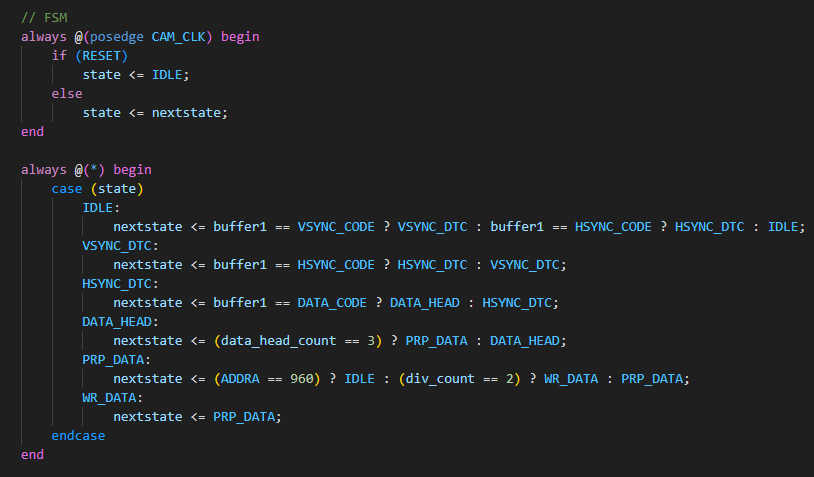 // FSM
always @(posedge CAM_CLK) begin
    if (RESET)
        state <= IDLE;
    else
        state <= nextstate;
end

always @(*) begin
    case (state)
        IDLE:
            nextstate <= buffer1 == VSYNC_CODE ? VSYNC_DTC : buffer1 == HSYNC_CODE ? HSYNC_DTC : IDLE;
        VSYNC_DTC:
            nextstate <= buffer1 == HSYNC_CODE ? HSYNC_DTC : VSYNC_DTC;
        HSYNC_DTC:
            nextstate <= buffer1 == DATA_CODE ? DATA_HEAD : HSYNC_DTC;
        DATA_HEAD:
            nextstate <= (data_head_count == 3) ? PRP_DATA : DATA_HEAD;
        PRP_DATA:
            nextstate <= (ADDRA == 960) ? IDLE : (div_count == 2) ? WR_DATA : PRP_DATA;
        WR_DATA:
            nextstate <= PRP_DATA;
    endcase
end